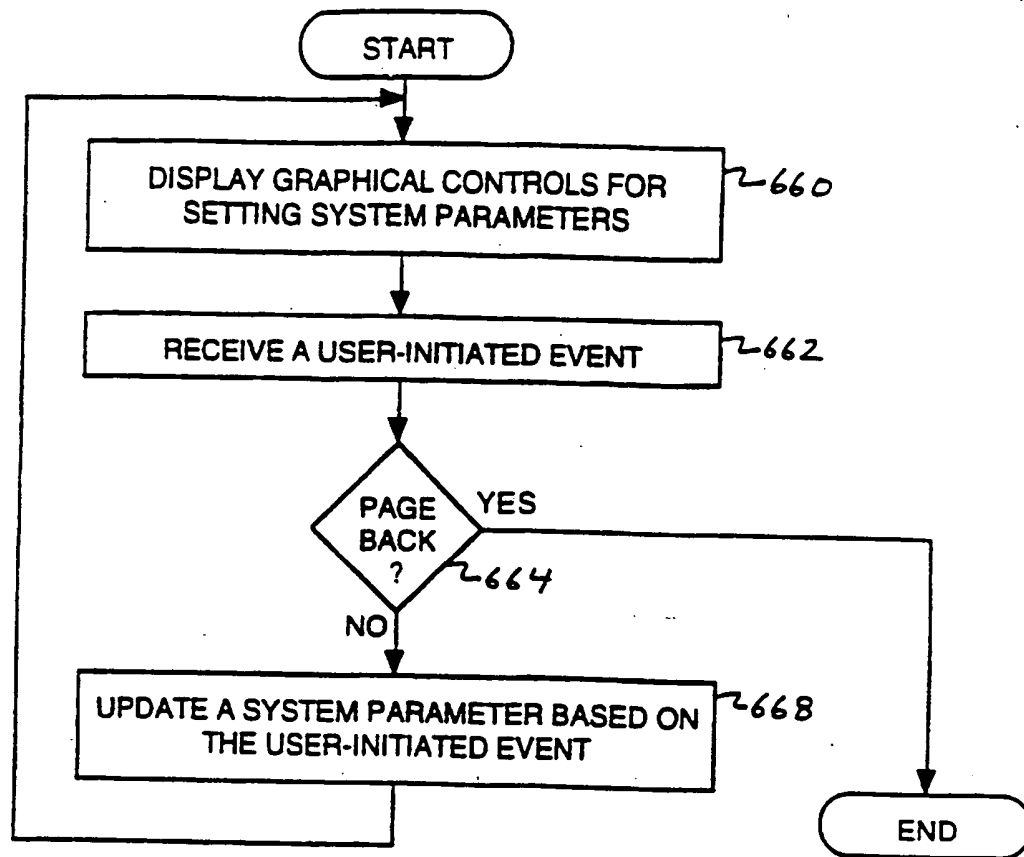 START
DISPLAY GRAPHICAL CONTROLS FOR
SETTING SYSTEM PARAMETERS
660
RECEIVE A USER-INITIATED EVENT
662
PAGE
BACK
?
YES
664
NO
UPDATE A SYSTEM PARAMETER BASED ON
THE USER-INITIATED EVENT
668
END